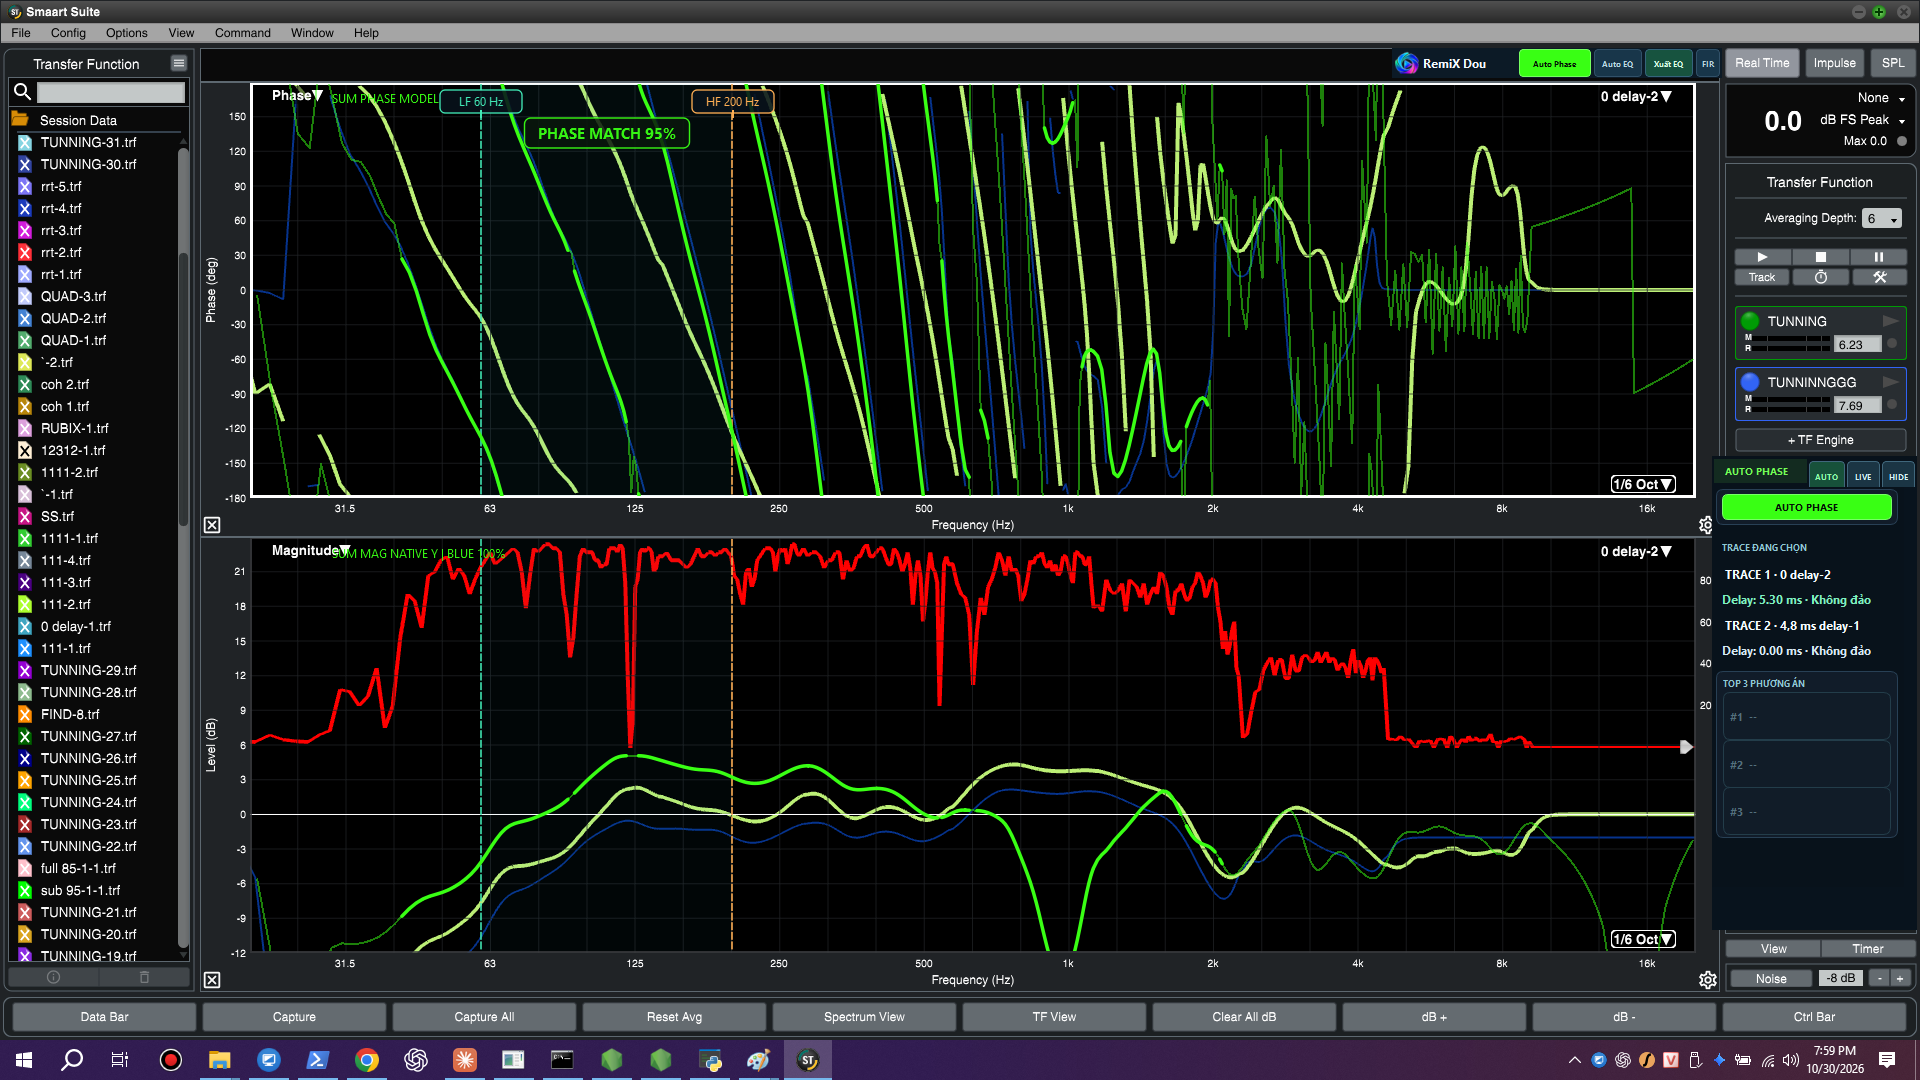 Smaart Suite
File Config Options View Command Window Help
Transfer Function
Session Data
TUNNING-31.trf
TUNNING-30.trf
rrt-5.trf
rrt-4.trf
rrt-3.trf
rrt-2.trf
rrt-1.trf
QUAD-3.trf
QUAD-2.trf
QUAD-1.trf
`-2.trf
coh 2.trf
coh 1.trf
RUBIX-1.trf
12312-1.trf
1111-2.trf
`-1.trf
SS.trf
1111-1.trf
111-4.trf
111-3.trf
111-2.trf
0 delay-1.trf
111-1.trf
TUNNING-29.trf
TUNNING-28.trf
FIND-8.trf
TUNNING-27.trf
TUNNING-26.trf
TUNNING-25.trf
TUNNING-24.trf
TUNNING-23.trf
TUNNING-22.trf
full 85-1-1.trf
sub 95-1-1.trf
TUNNING-21.trf
TUNNING-20.trf
TUNNING-19.trf
RemiX Dou
Auto Phase Auto EQ Xuất EQ FIR
Phase▼ SUM PHASE MODEL
LF 60 Hz
HF 200 Hz
0 delay-2▼
PHASE MATCH 95%
Phase (deg)
150
120
90
60
30
0
-30
-60
-90
-120
-150
-180
1/6 Oct▼
31.5 63 125 250 500 1k 2k 4k 8k 16k
Frequency (Hz)
Magnitude▼ SUM MAG NATIVE Y | BLUE 100%
0 delay-2▼
Level (dB)
21
18
15
12
9
6
3
0
-3
-6
-9
-12
80
60
40
20
1/6 Oct▼
31.5 63 125 250 500 1k 2k 4k 8k 16k
Frequency (Hz)
Real Time Impulse SPL
None
0.0 dB FS Peak
Max 0.0
Transfer Function
Averaging Depth: 6
Track
TUNNING
M
R
6.23
TUNNINNGGG
M
R
7.69
+ TF Engine
AUTO PHASE AUTO LIVE HIDE
AUTO PHASE
TRACE ĐANG CHỌN
TRACE 1 · 0 delay-2
Delay: 5.30 ms · Không đảo
TRACE 2 · 4,8 ms delay-1
Delay: 0.00 ms · Không đảo
TOP 3 PHƯƠNG ÁN
#1 --
#2 --
#3 --
View Timer
Noise -8 dB - +
Data Bar Capture Capture All Reset Avg Spectrum View TF View Clear All dB dB + dB - Ctrl Bar
7:59 PM
10/30/2026